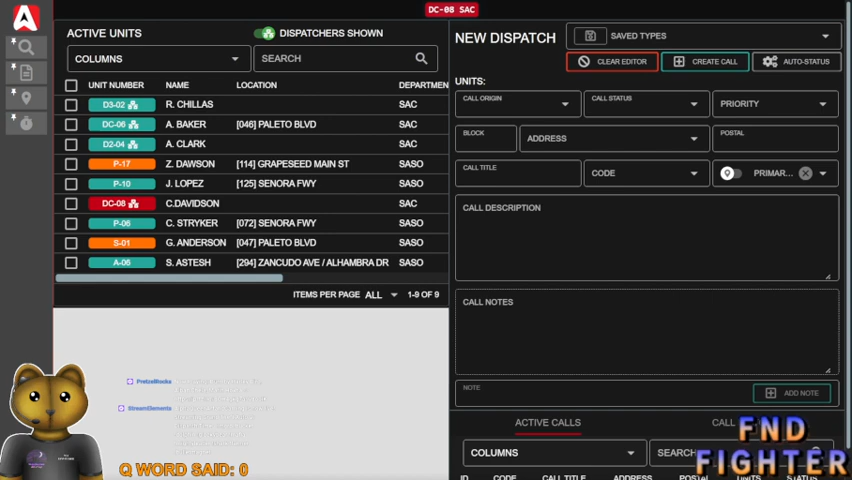 DC-08 SAC
ACTIVE UNITS
DISPATCHERS SHOWN
COLUMNS
SEARCH
UNIT NUMBER NAME LOCATION DEPARTMEN
D3-02 R. CHILLAS SAC
DC-06 A. BAKER [046] PALETO BLVD SAC
D2-04 A. CLARK SAC
P-17 Z. DAWSON [114] GRAPESEED MAIN ST SASO
P-10 J. LOPEZ [125] SENORA FWY SASO
DC-08 C.DAVIDSON SAC
P-06 C. STRYKER [072] SENORA FWY SASO
S-01 G. ANDERSON [047] PALETO BLVD SASO
A-06 S. ASTESH [294] ZANCUDO AVE / ALHAMBRA DR SASO
ITEMS PER PAGE ALL 1-9 OF 9
NEW DISPATCH
SAVED TYPES
CLEAR EDITOR
CREATE CALL
AUTO-STATUS
UNITS:
CALL ORIGIN
CALL STATUS
PRIORITY
BLOCK
ADDRESS
POSTAL
CALL TITLE
CODE
PRIMAR...
CALL DESCRIPTION
CALL NOTES
NOTE
ADD NOTE
ACTIVE CALLS
CALL
COLUMNS
SEARCH
ID CODE CALL TITLE ADDRESS POSTAL UNITS STATUS
PretzelRocks
StreamElements
Q WORD SAID: 0
FND
FIGHTER